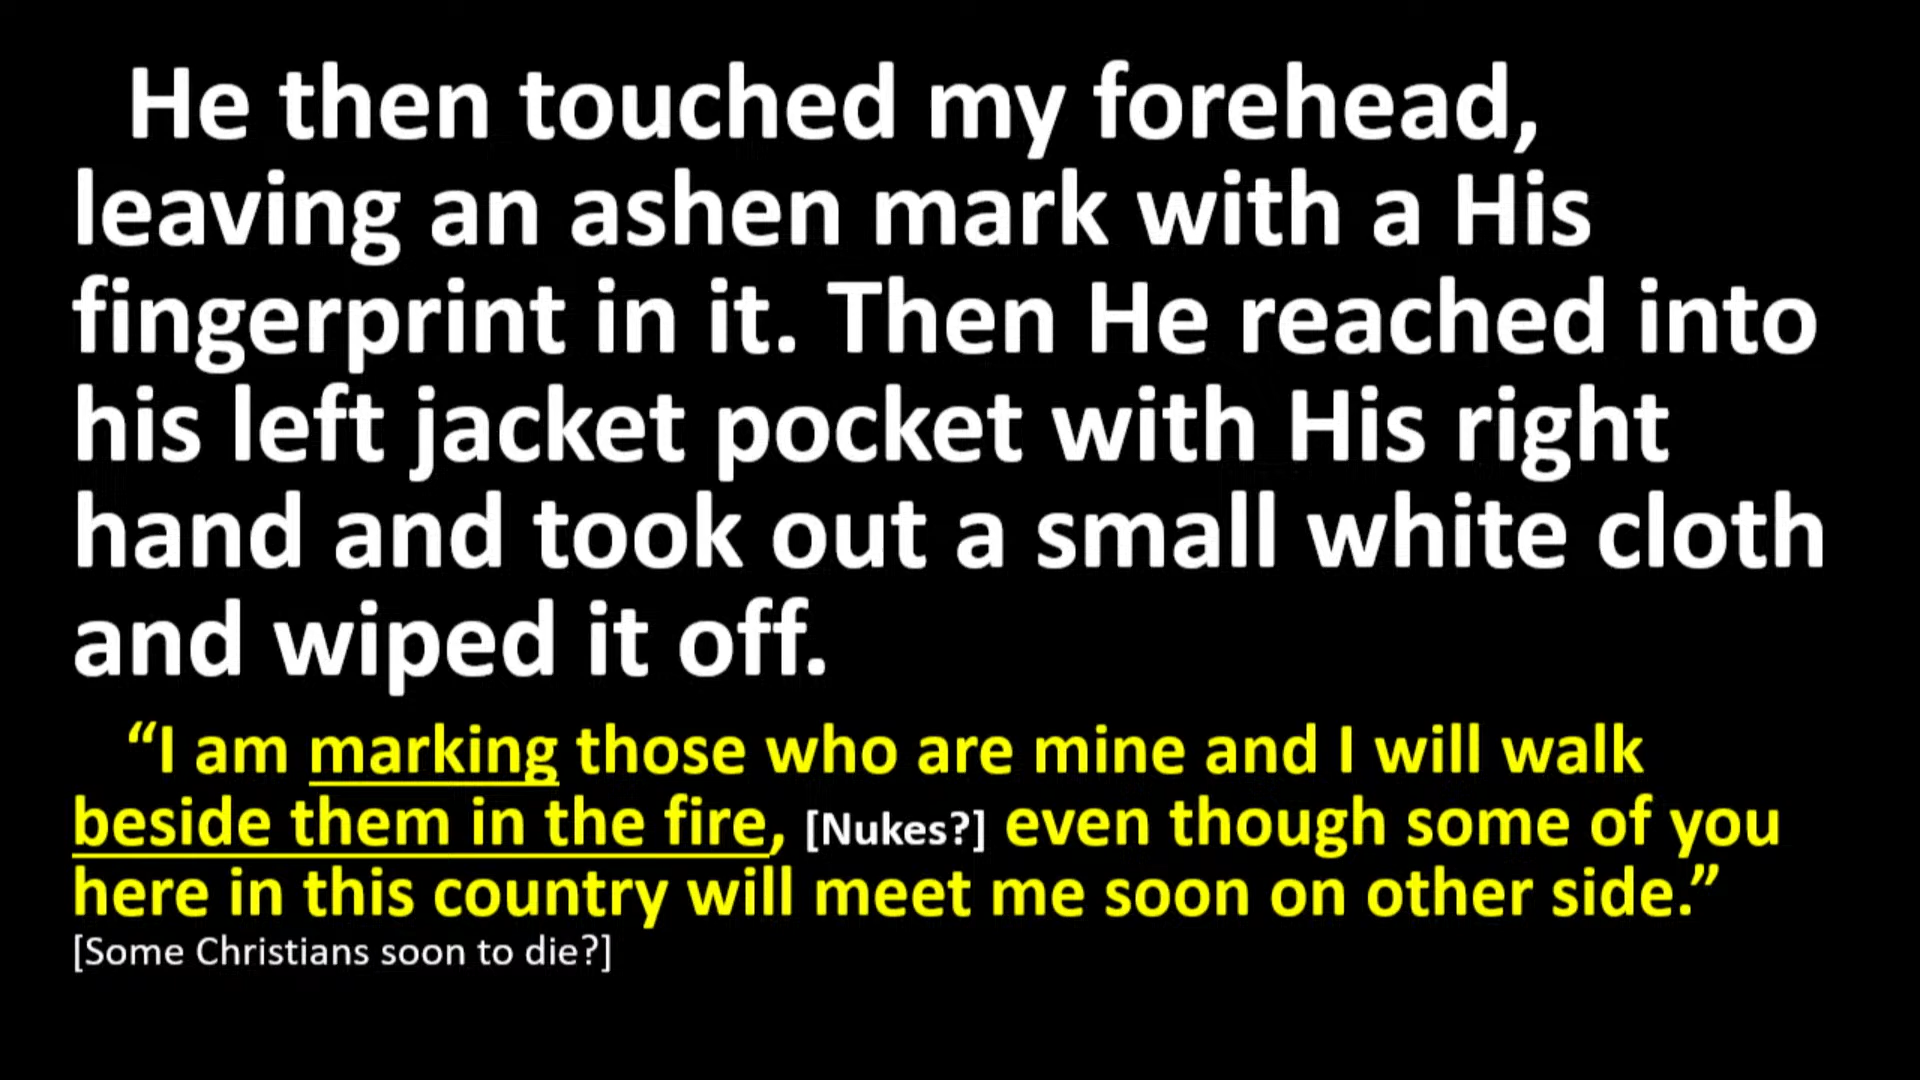 He then touched my forehead,
leaving an ashen mark with a His
fingerprint in it. Then He reached into
his left jacket pocket with His right
hand and took out a small white cloth
and wiped it off.
“I am marking those who are mine and I will walk
beside them in the fire, [Nukes?] even though some of you
here in this country will meet me soon on other side.”
[Some Christians soon to die?]